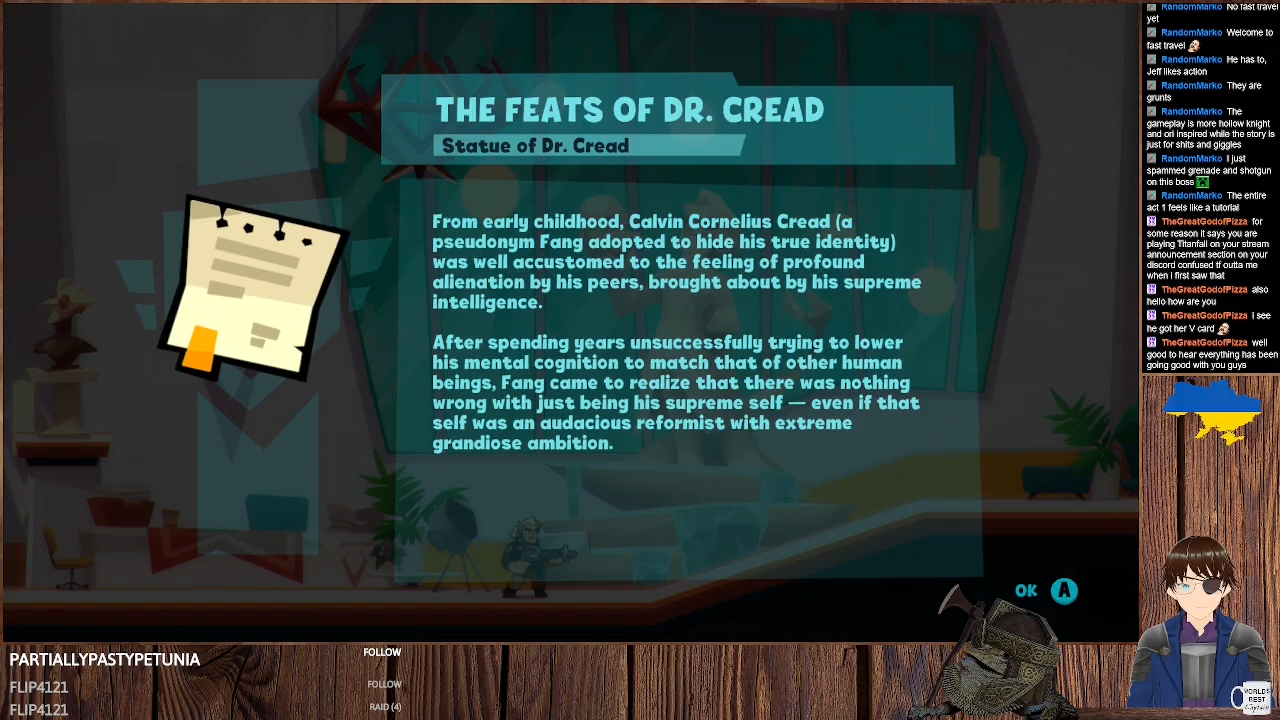 THE FEATS OF DR. CREAD
Statue of Dr. Cread
From early childhood, Calvin Cornelius Cread (a
pseudonym Fang adopted to hide his true identity)
was well accustomed to the feeling of profound
alienation by his peers, brought about by his supreme
intelligence.
After spending years unsuccessfully trying to lower
his mental cognition to match that of other human
beings, Fang came to realize that there was nothing
wrong with just being his supreme self — even if that
self was an audacious reformist with extreme
grandiose ambition.
OK A
RandomMarko No fast travel
yet
RandomMarko Welcome to
fast travel
RandomMarko He has to,
Jeff likes action
RandomMarko They are
grunts
RandomMarko The
gameplay is more hollow knight
and ori inspired while the story is
just for shits and giggles
RandomMarko I just
spammed grenade and shotgun
on this boss
RandomMarko The entire
act 1 feels like a tutorial
TheGreatGodofPizza for
some reason it says you are
playing Titanfall on your stream
announcement section on your
discord confused tf outta me
when i first saw that
TheGreatGodofPizza also
hello how are you
TheGreatGodofPizza i see
he got her V card
TheGreatGodofPizza well
good to hear everything has been
going good with you guys
PARTIALLYPASTYPETUNIA FOLLOW
FLIP4121 FOLLOW
FLIP4121 RAID (4)
WORLD'S
BEST
Captain